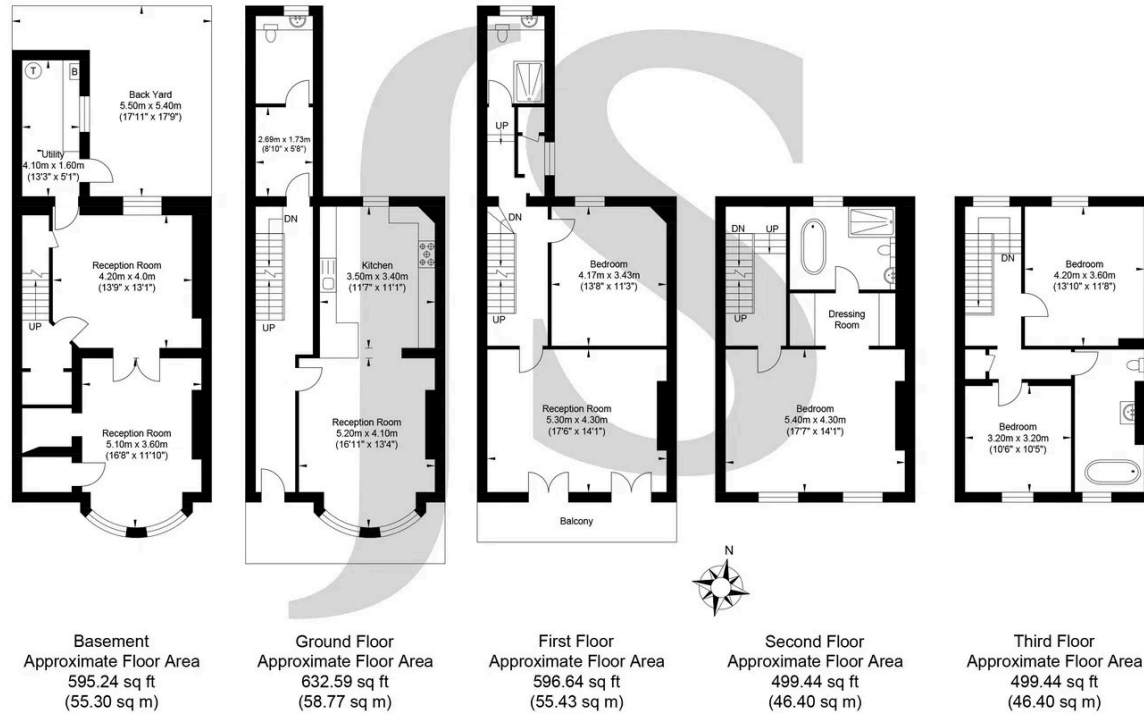 T
B
Back Yard
5.50m x 5.40m
(17'11" x 17'9")
Utility
4.10m x 1.60m
(13'3" x 5'1")
Reception Room
4.20m x 4.0m
(13'9" x 13'1")
UP
Reception Room
5.10m x 3.60m
(16'8" x 11'10")
Basement
Approximate Floor Area
595.24 sq ft
(55.30 sq m)
2.69m x 1.73m
(8'10" x 5'8")
DN
UP
Kitchen
3.50m x 3.40m
(11'7" x 11'1")
Reception Room
5.20m x 4.10m
(16'11" x 13'4")
Ground Floor
Approximate Floor Area
632.59 sq ft
(58.77 sq m)
UP
DN
UP
Bedroom
4.17m x 3.43m
(13'8" x 11'3")
Reception Room
5.30m x 4.30m
(17'6" x 14'1")
Balcony
First Floor
Approximate Floor Area
596.64 sq ft
(55.43 sq m)
DN
UP
UP
Dressing
Room
Bedroom
5.40m x 4.30m
(17'7" x 14'1")
N
Second Floor
Approximate Floor Area
499.44 sq ft
(46.40 sq m)
DN
Bedroom
4.20m x 3.60m
(13'10" x 11'8")
Bedroom
3.20m x 3.20m
(10'6" x 10'5")
Third Floor
Approximate Floor Area
499.44 sq ft
(46.40 sq m)